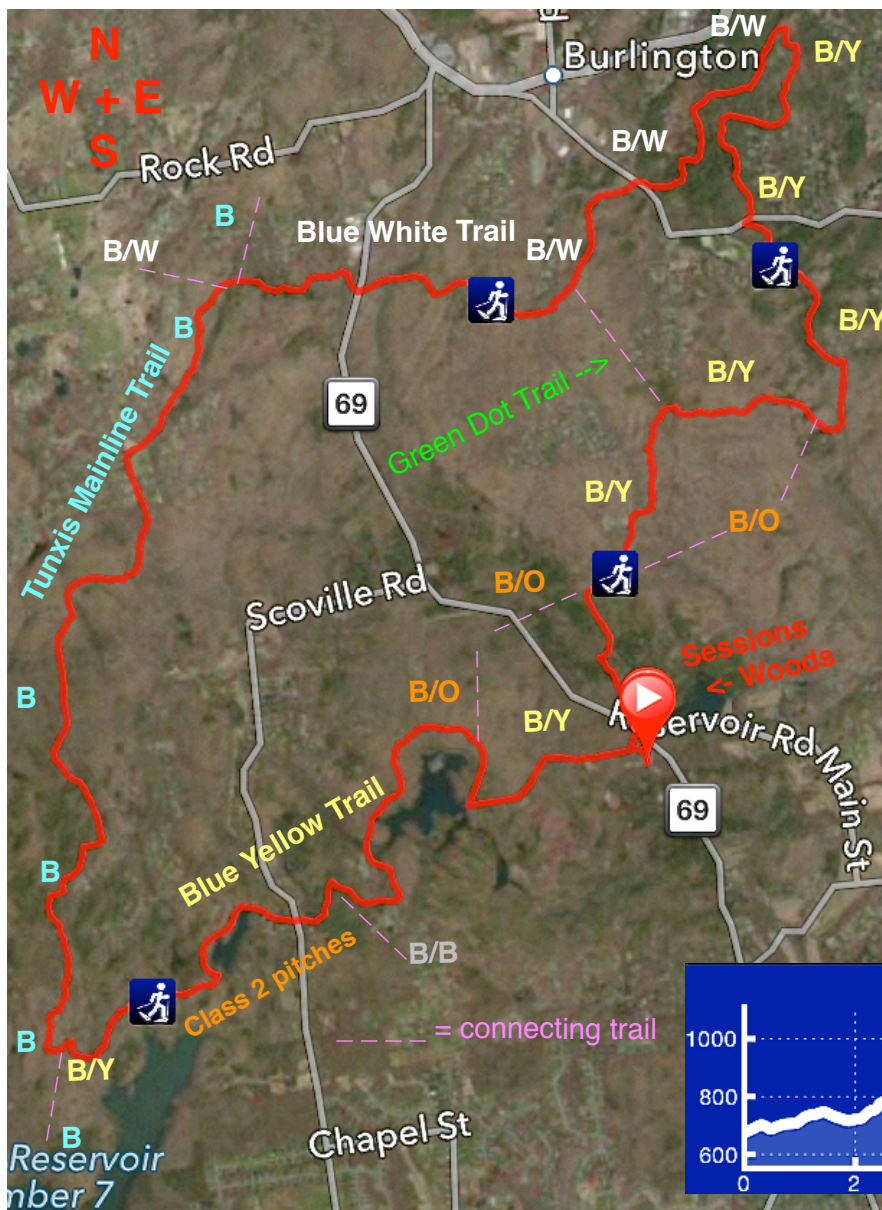 N
W + E
S
B/W
Burlington
B/Y
Rock Rd
B/W
B
B/Y
B/W
Blue White Trail
B/W
B
B/Y
Tunxis Mainline Trail
69
Green Dot Trail -->
B/Y
B/Y
B/O
B/O
Scoville Rd
Sessions
<- Woods
B
B/O
B/Y
Reservoir Rd
Main St
69
Blue Yellow Trail
B
B/B
Class 2 pitches
B
B/Y
= connecting trail
B
Chapel St
Reservoir
mber 7
1000
800
600
0
2